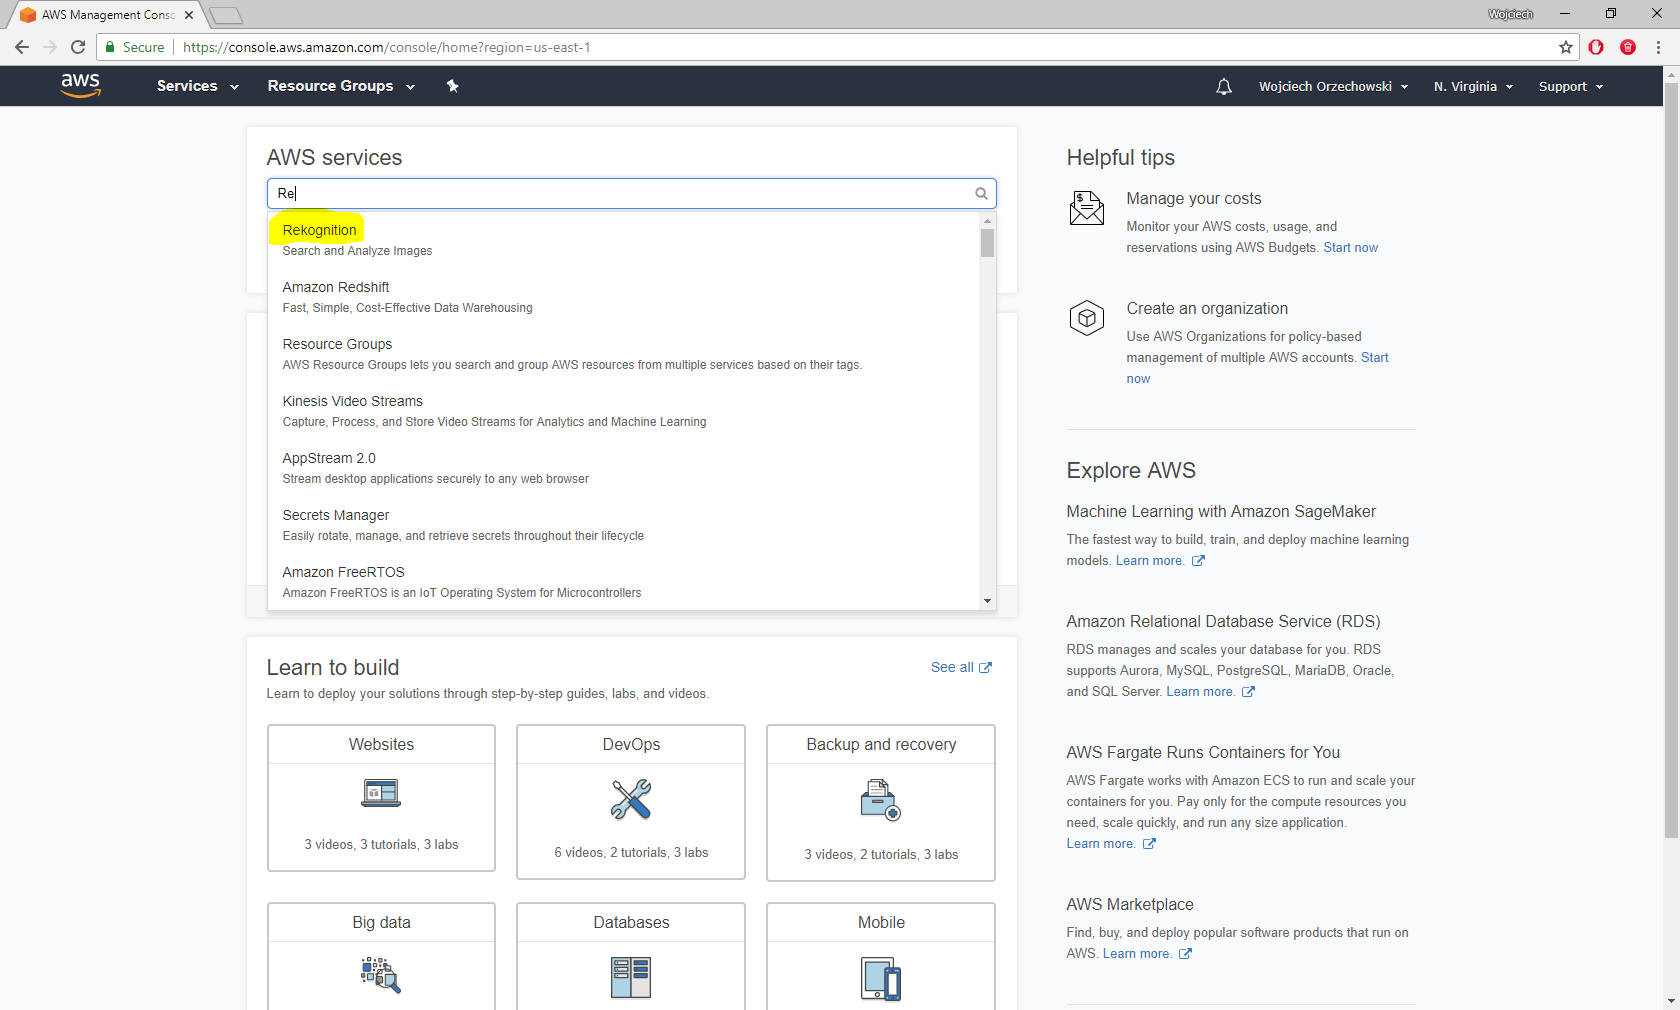 AWS Management Conso
Wojciech
Secure
https://console.aws.amazon.com/console/home?region=us-east-1
aws
Services
Resource Groups
Wojciech Orzechowski
N. Virginia
Support
AWS services
Re
Rekognition
Search and Analyze Images
Amazon Redshift
Fast, Simple, Cost-Effective Data Warehousing
Resource Groups
AWS Resource Groups lets you search and group AWS resources from multiple services based on their tags.
Kinesis Video Streams
Capture, Process, and Store Video Streams for Analytics and Machine Learning
AppStream 2.0
Stream desktop applications securely to any web browser
Secrets Manager
Easily rotate, manage, and retrieve secrets throughout their lifecycle
Amazon FreeRTOS
Amazon FreeRTOS is an IoT Operating System for Microcontrollers
Learn to build
See all
Learn to deploy your solutions through step-by-step guides, labs, and videos.
Websites
3 videos, 3 tutorials, 3 labs
DevOps
6 videos, 2 tutorials, 3 labs
Backup and recovery
3 videos, 2 tutorials, 3 labs
Big data
Databases
Mobile
Helpful tips
Manage your costs
Monitor your AWS costs, usage, and
reservations using AWS Budgets. Start now
Create an organization
Use AWS Organizations for policy-based
management of multiple AWS accounts. Start
now
Explore AWS
Machine Learning with Amazon SageMaker
The fastest way to build, train, and deploy machine learning
models. Learn more.
Amazon Relational Database Service (RDS)
RDS manages and scales your database for you. RDS
supports Aurora, MySQL, PostgreSQL, MariaDB, Oracle,
and SQL Server. Learn more.
AWS Fargate Runs Containers for You
AWS Fargate works with Amazon ECS to run and scale your
containers for you. Pay only for the compute resources you
need, scale quickly, and run any size application.
Learn more.
AWS Marketplace
Find, buy, and deploy popular software products that run on
AWS. Learn more.